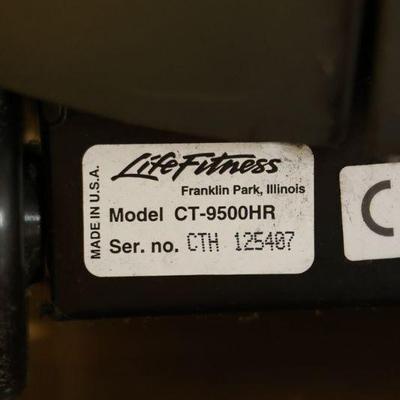 LifeFitness
Franklin Park, Illinois
MADE IN U.S.A.
Model CT-9500HR
Ser. no. CTH 125407